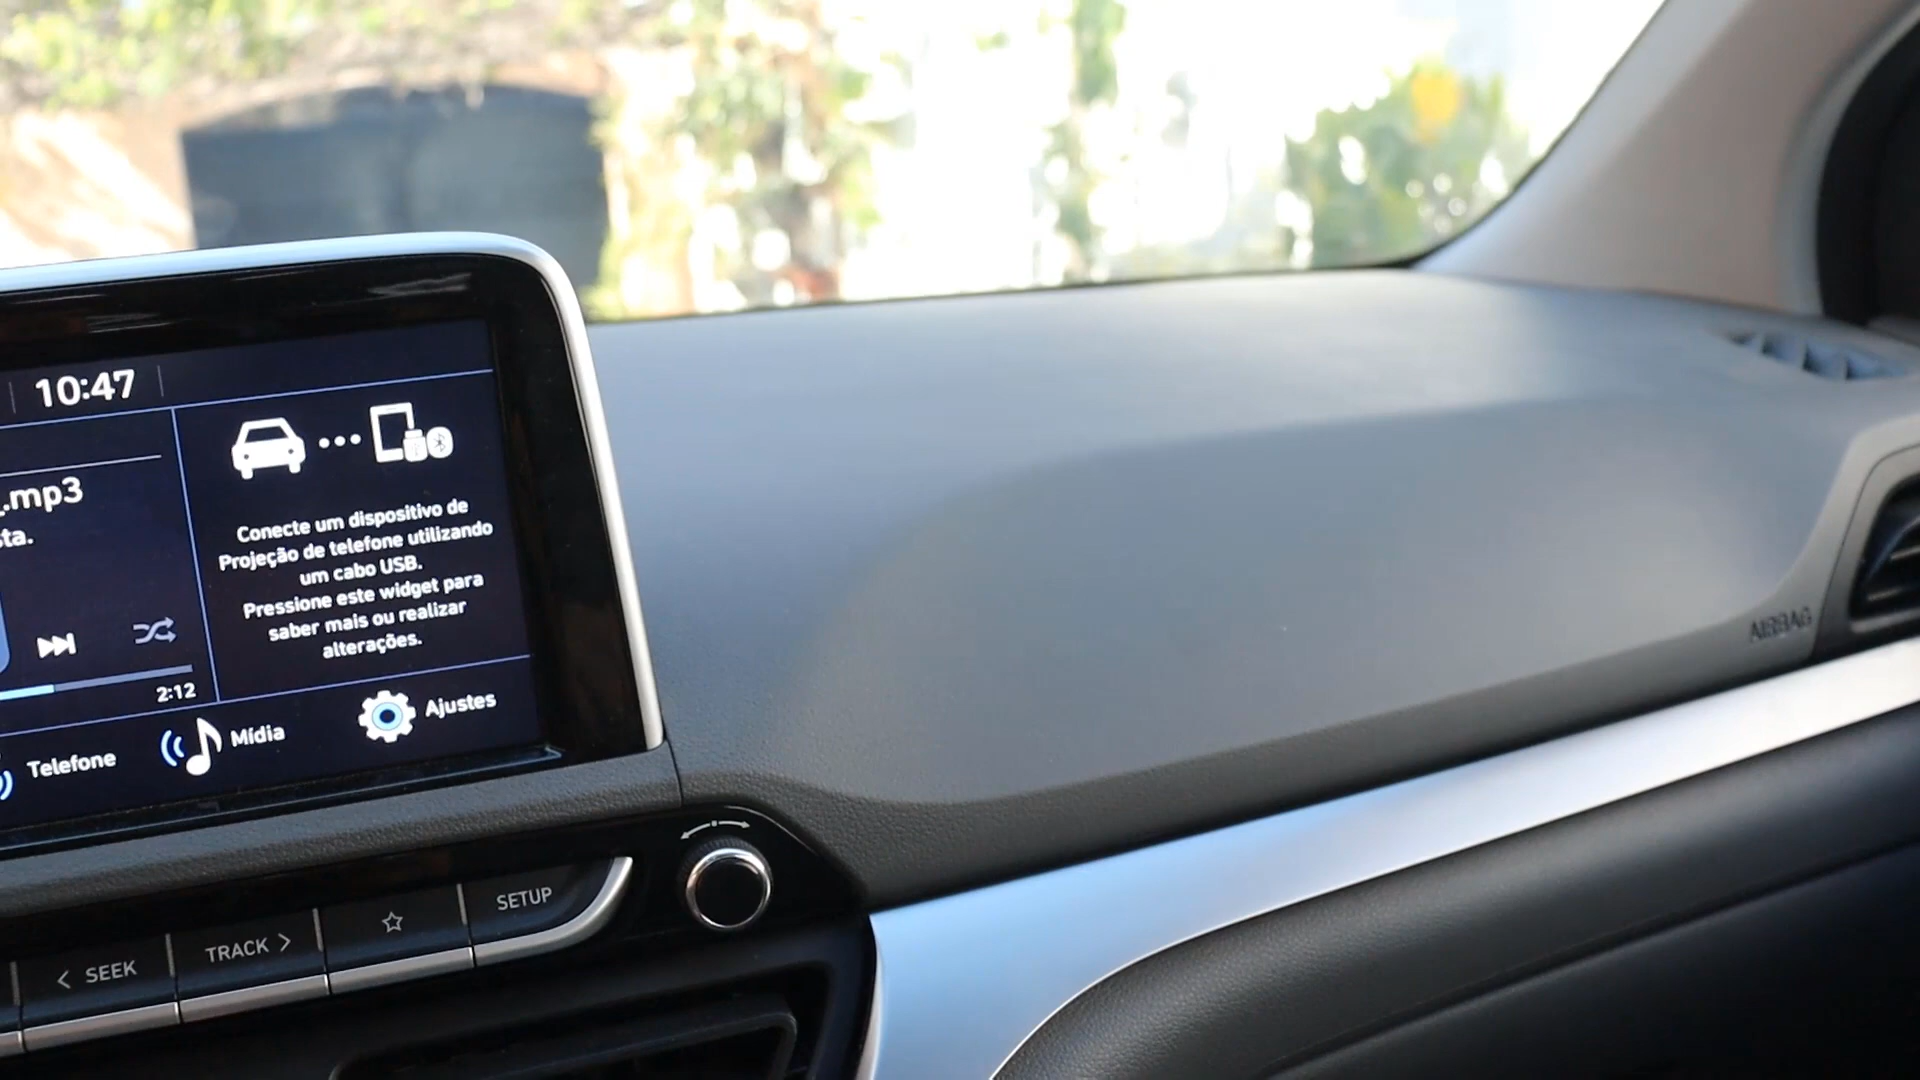 10:47
_.mp3
sta.
2:12
Conecte um dispositivo de
Projeção de telefone utilizando
um cabo USB.
Pressione este widget para
saber mais ou realizar
alterações.
Telefone
Mídia
Ajustes
AIRBAG
< SEEK
TRACK >
SETUP